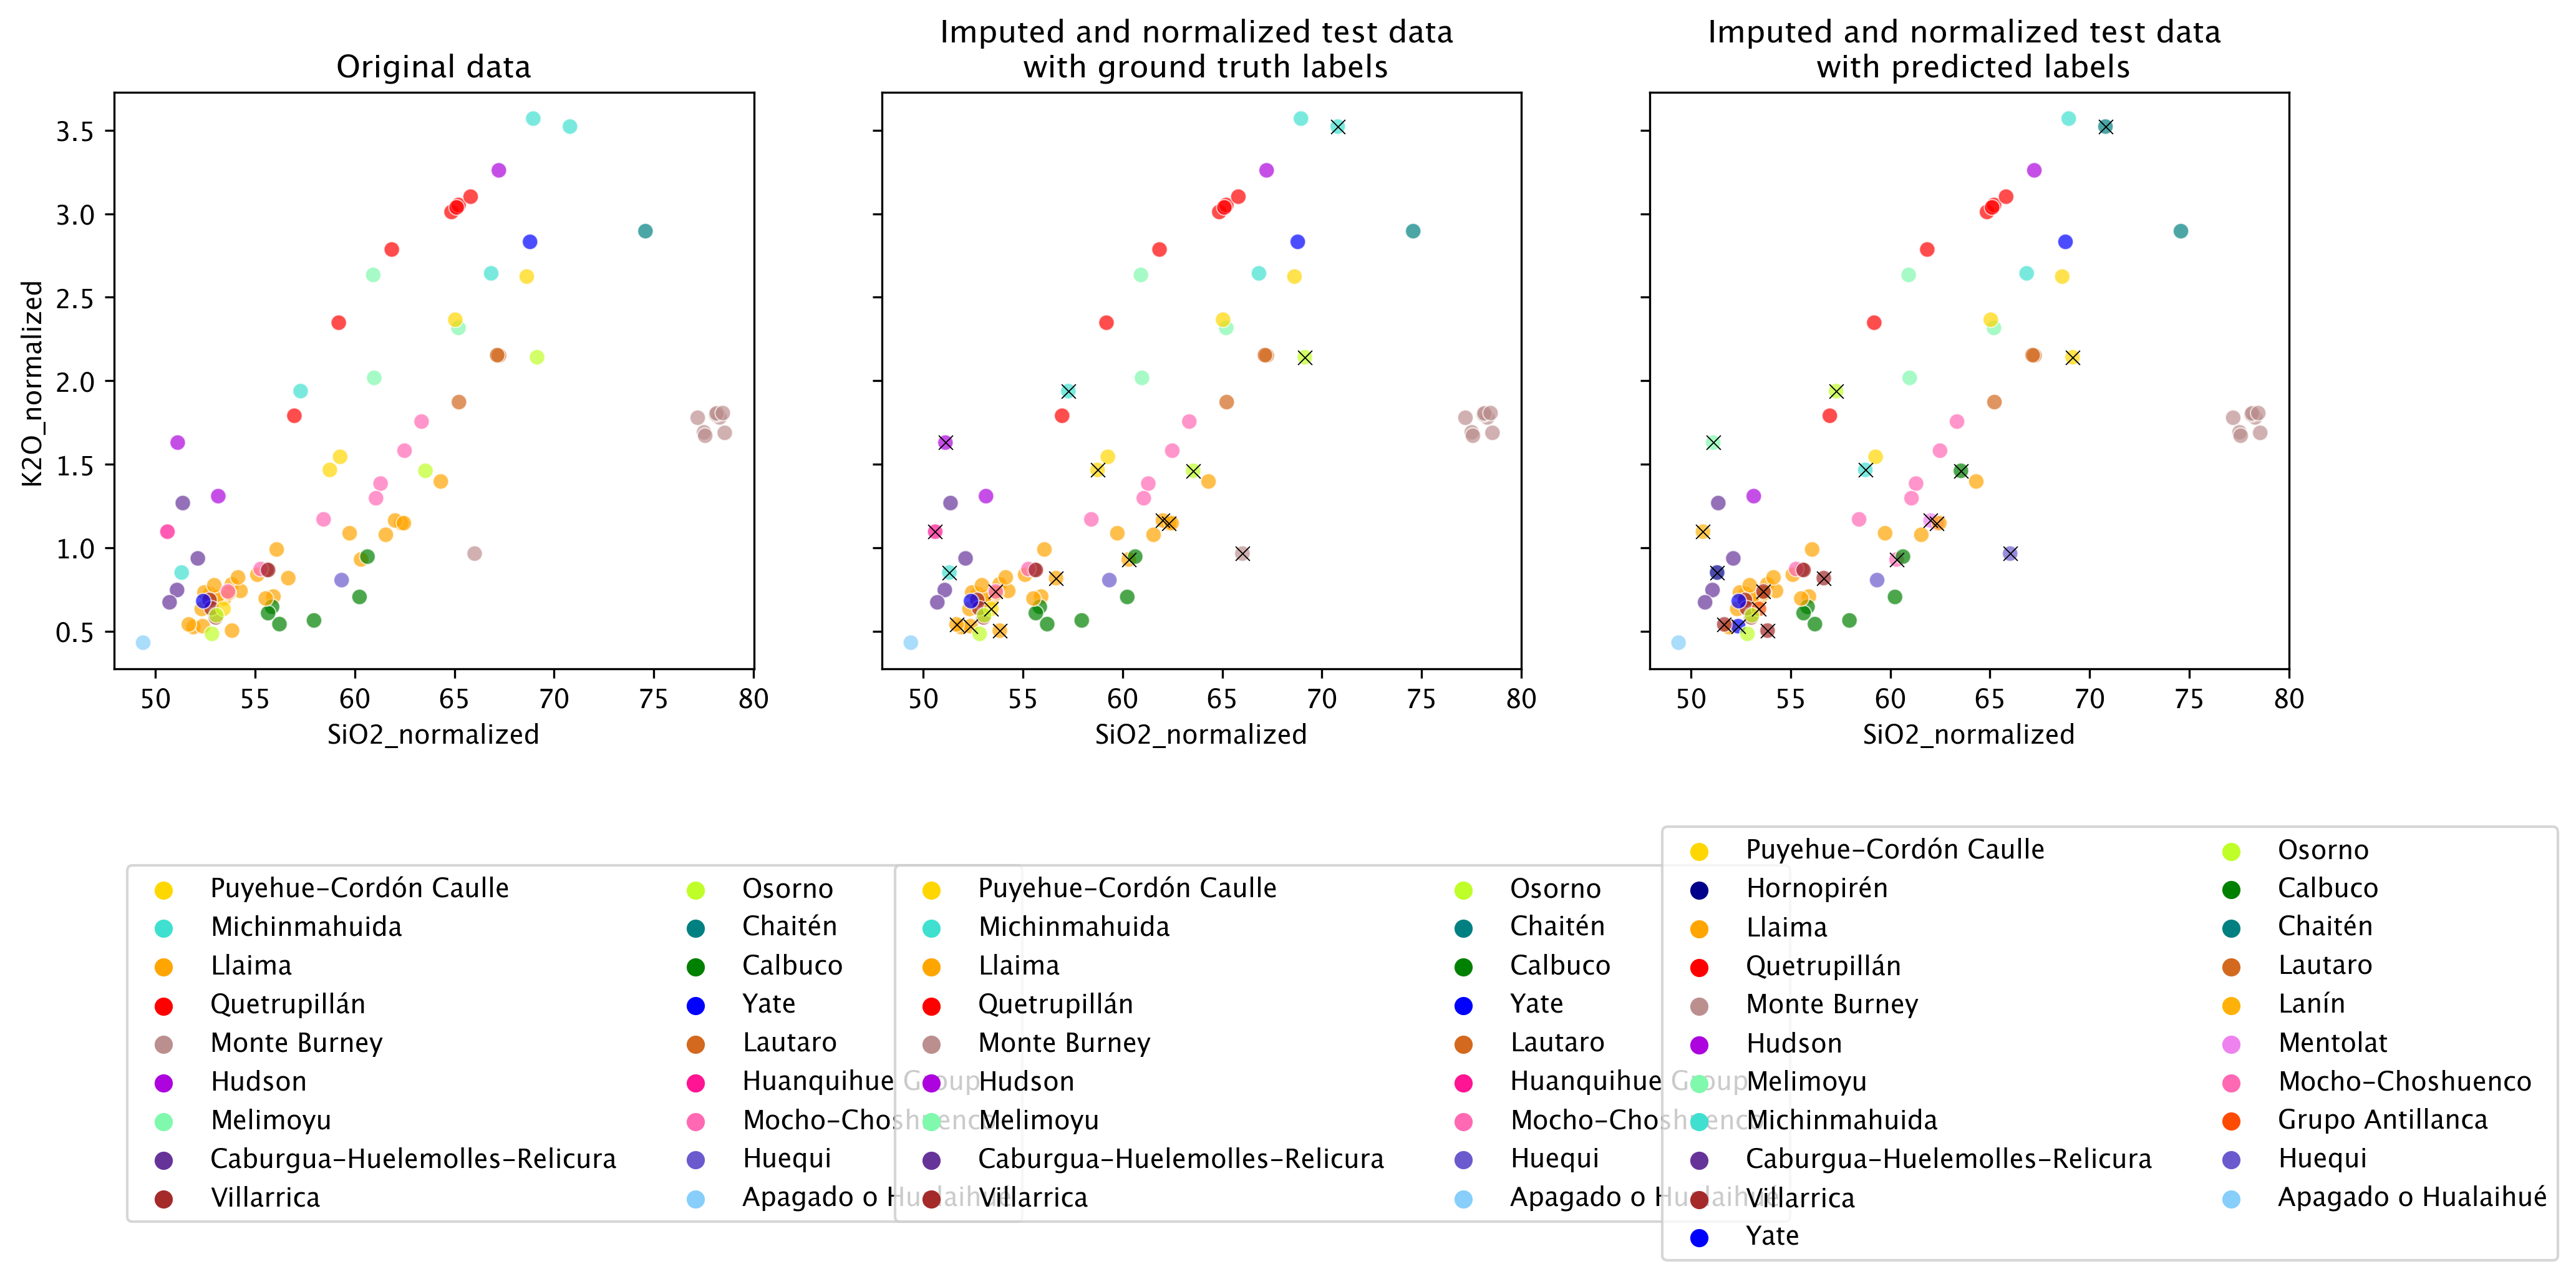 Original data
Imputed and normalized test data
with ground truth labels
Imputed and normalized test data
with predicted labels
K2O_normalized
3.5
3.0
2.5
2.0
1.5
1.0
0.5
50 55 60 65 70 75 80
SiO2_normalized
50 55 60 65 70 75 80
SiO2_normalized
50 55 60 65 70 75 80
SiO2_normalized
Puyehue-Cordón Caulle
Michinmahuida
Llaima
Quetrupillán
Monte Burney
Hudson
Melimoyu
Caburgua-Huelemolles-Relicura
Villarrica
Osorno
Chaitén
Calbuco
Yate
Lautaro
Huanquihue Group
Mocho-Choshuenco
Huequi
Apagado o Hualaihué
Puyehue-Cordón Caulle
Michinmahuida
Llaima
Quetrupillán
Monte Burney
Hudson
Melimoyu
Caburgua-Huelemolles-Relicura
Villarrica
Osorno
Chaitén
Calbuco
Yate
Lautaro
Huanquihue Group
Mocho-Choshuenco
Huequi
Apagado o Hualaihué
Puyehue-Cordón Caulle
Hornopirén
Llaima
Quetrupillán
Monte Burney
Hudson
Melimoyu
Michinmahuida
Caburgua-Huelemolles-Relicura
Villarrica
Yate
Osorno
Calbuco
Chaitén
Lautaro
Lanín
Mentolat
Mocho-Choshuenco
Grupo Antillanca
Huequi
Apagado o Hualaihué